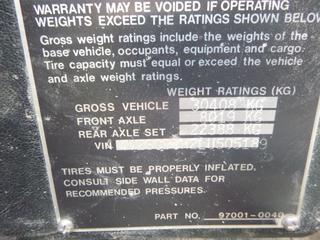 WARRANTY MAY BE VOIDED IF OPERATING
WEIGHTS EXCEED THE RATINGS SHOWN BELOW
Gross weight ratings include the weights of the
base vehicle, occupants, equipment and cargo.
Tire capacity must equal or exceed the vehicle
and axle weight ratings.
WEIGHT RATINGS (KG)
GROSS VEHICLE 30408 KG
FRONT AXLE 8019 KG
REAR AXLE SET 22388 KG
VIN
TIRES MUST BE PROPERLY INFLATED.
CONSULT SIDE WALL DATA FOR
RECOMMENDED PRESSURES.
PART NO. 97001-0040